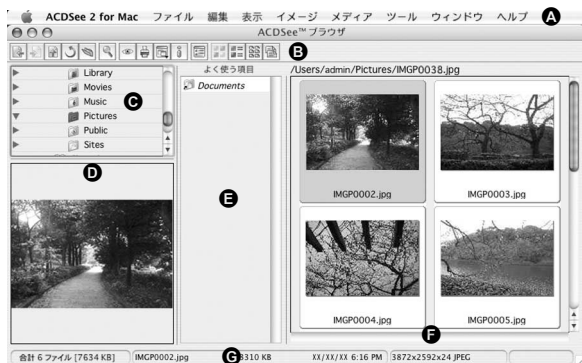 ACDSee 2 for Mac ファイル 編集 表示 イメージ メディア ツール ウィンドウ ヘルプ A
ACDSee™ ブラウザ
B
Library
Movies
Music
Pictures
Public
Sites
C
よく使う項目
Documents
/Users/admin/Pictures/IMGP0038.jpg
D
E
IMGP0002.jpg
IMGP0003.jpg
IMGP0004.jpg
IMGP0005.jpg
F
合計 6 ファイル [7634 KB]
IMGP0002.jpg
G
3310 KB
XX/XX/XX 6:16 PM
3872x2592x24 JPEG